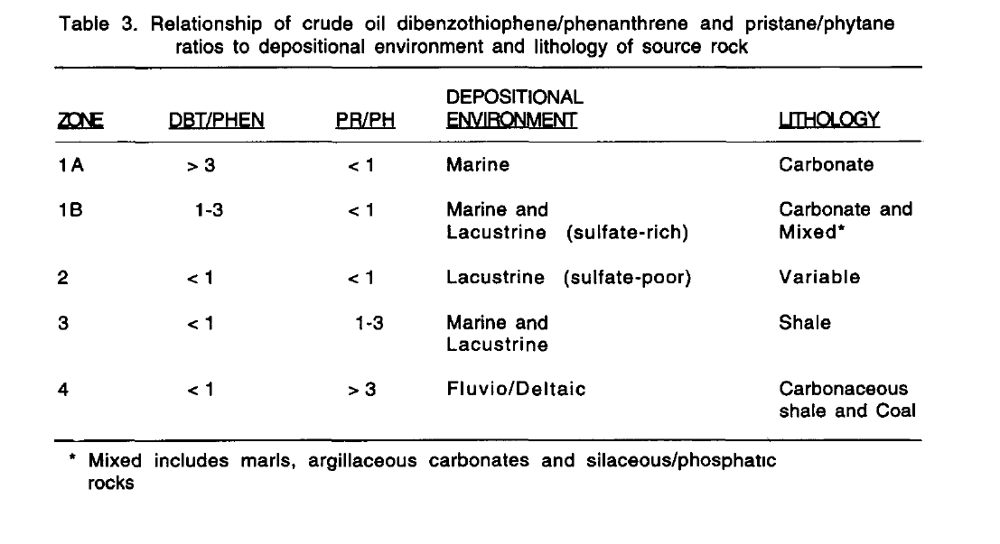 Table 3. Relationship of crude oil dibenzothiophene/phenanthrene and pristane/phytane
ratios to depositional environment and lithology of source rock
DEPOSITIONAL
ZONE DBT/PHEN PR/PH ENVIRONMENT LITHOLOGY
1A > 3 < 1 Marine Carbonate
1B 1-3 < 1 Marine and Carbonate and
Lacustrine (sulfate-rich) Mixed*
2 < 1 < 1 Lacustrine (sulfate-poor) Variable
3 < 1 1-3 Marine and Shale
Lacustrine
4 < 1 > 3 Fluvio/Deltaic Carbonaceous
shale and Coal
* Mixed includes marls, argillaceous carbonates and silaceous/phosphatic
rocks